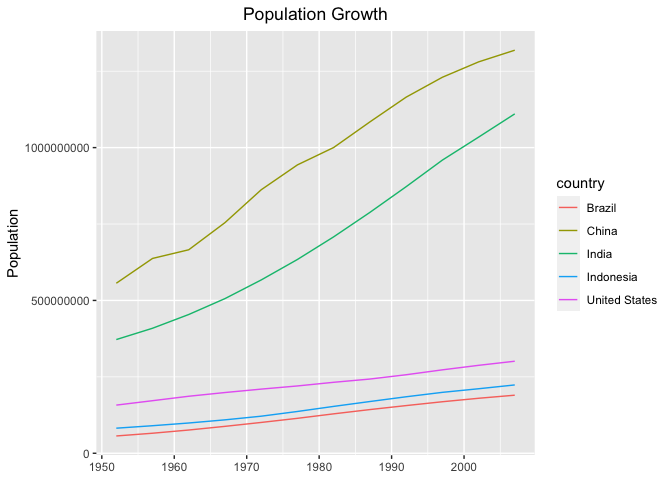 Population Growth
Population
1000000000
500000000
0
1950 1960 1970 1980 1990 2000
country
Brazil
China
India
Indonesia
United States